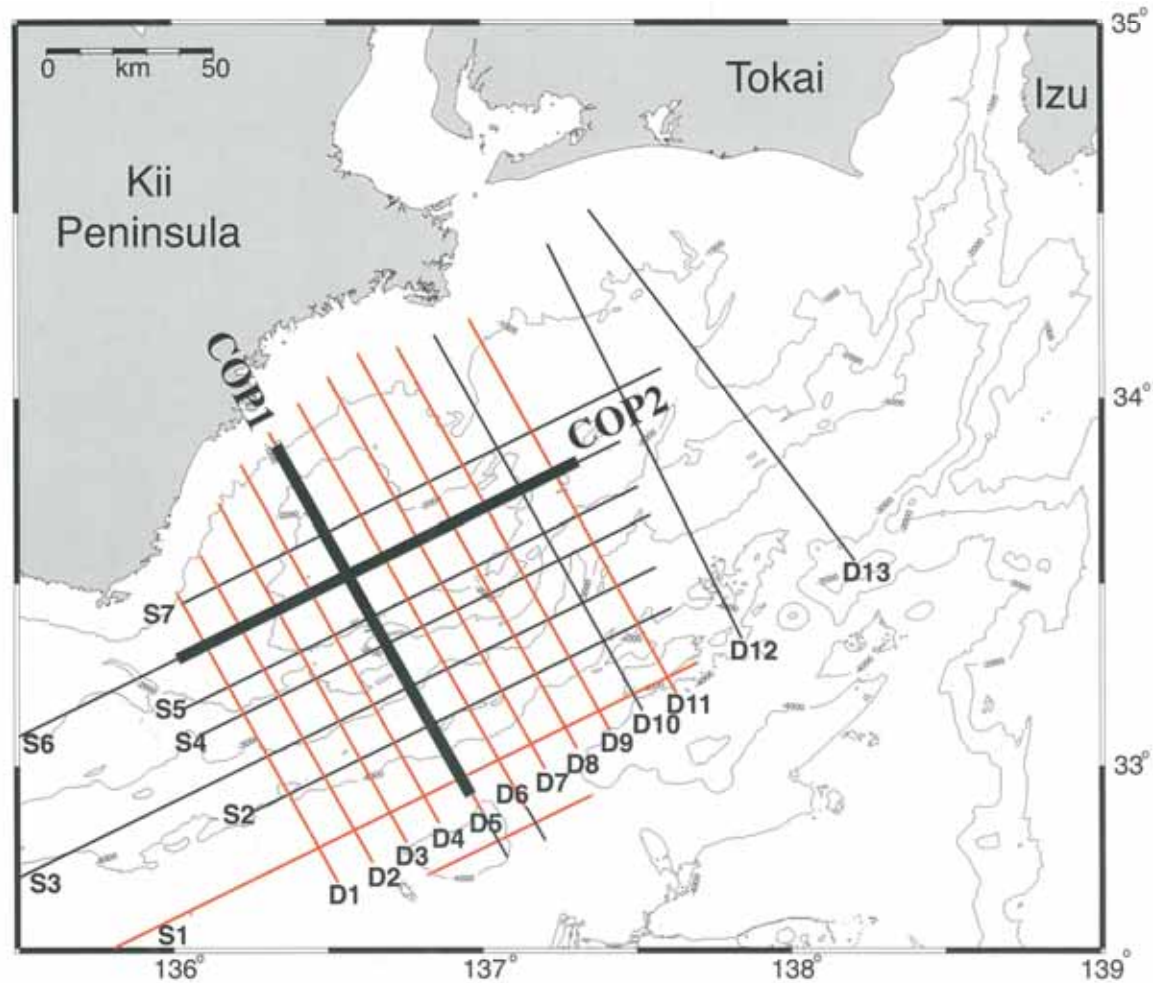 35°
0 km 50
Tokai
Izu
Kii
Peninsula
COP1
COP2
34°
S7
D13
D12
S5
S6
S4
D11
D10
D9
D8
D7
S2
D6
D5
D4
33°
D3
S3
D2
D1
S1
136°
137°
138°
139°